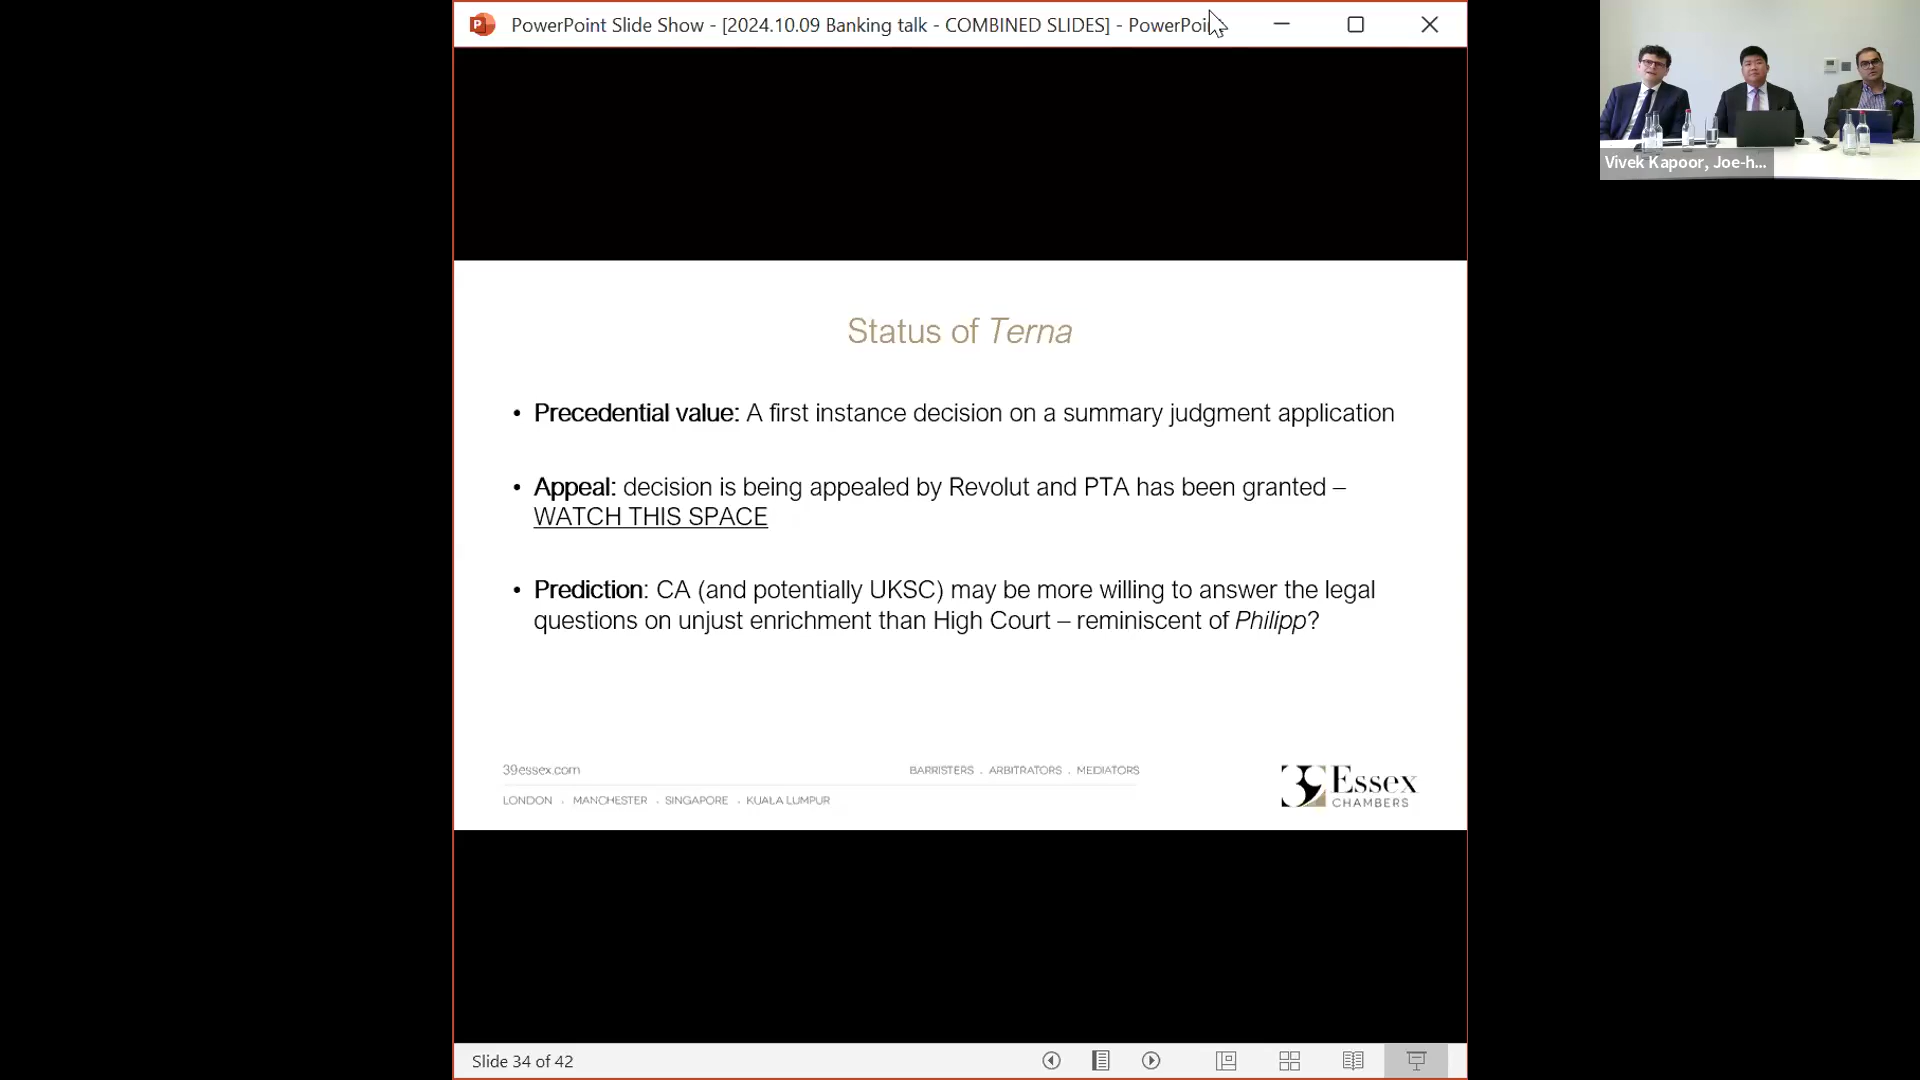 PowerPoint Slide Show - [2024.10.09 Banking talk - COMBINED SLIDES] - PowerPoi
Vivek Kapoor, Joe-h...
Status of Terna
• Precedential value: A first instance decision on a summary judgment application
• Appeal: decision is being appealed by Revolut and PTA has been granted –
WATCH THIS SPACE
• Prediction: CA (and potentially UKSC) may be more willing to answer the legal
questions on unjust enrichment than High Court – reminiscent of Philipp?
39essex.com
BARRISTERS . ARBITRATORS . MEDIATORS
LONDON . MANCHESTER . SINGAPORE . KUALA LUMPUR
39 Essex
CHAMBERS
Slide 34 of 42